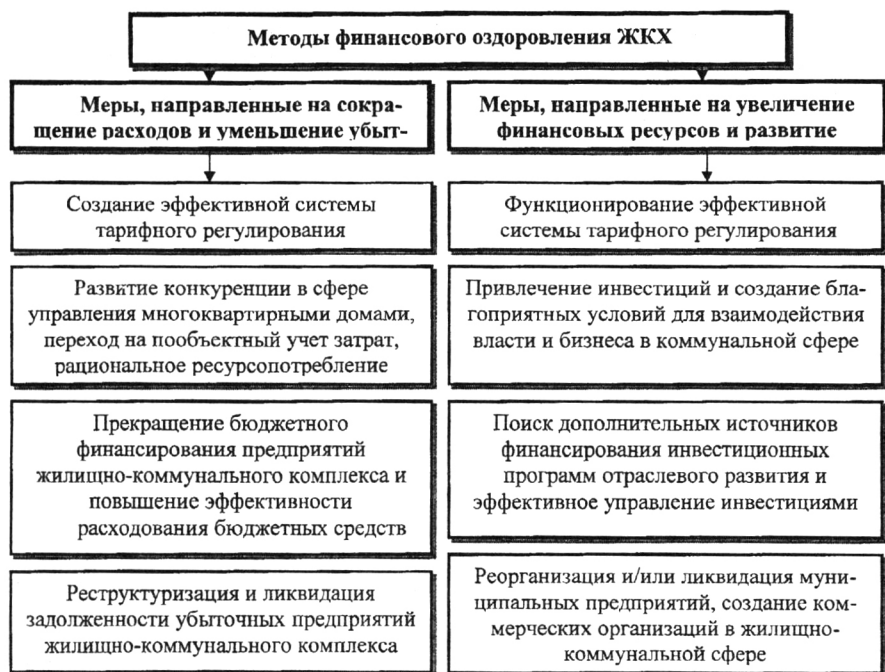 Методы финансового оздоровления ЖКХ
Меры, направленные на сокра-
щение расходов и уменьшение убыт-
Меры, направленные на увеличение
финансовых ресурсов и развитие
Создание эффективной системы
тарифного регулирования
Функционирование эффективной
системы тарифного регулирования
Развитие конкуренции в сфере
управления многоквартирными домами,
переход на пообъектный учет затрат,
рациональное ресурсопотребление
Привлечение инвестиций и создание бла-
гоприятных условий для взаимодействия
власти и бизнеса в коммунальной сфере
Прекращение бюджетного
финансирования предприятий
жилищно-коммунального комплекса и
повышение эффективности
расходования бюджетных средств
Поиск дополнительных источников
финансирования инвестиционных
программ отраслевого развития и
эффективное управление инвестициями
Реструктуризация и ликвидация
задолженности убыточных предприятий
жилищно-коммунального комплекса
Реорганизация и/или ликвидация муни-
ципальных предприятий, создание ком-
мерческих организаций в жилищно-
коммунальной сфере